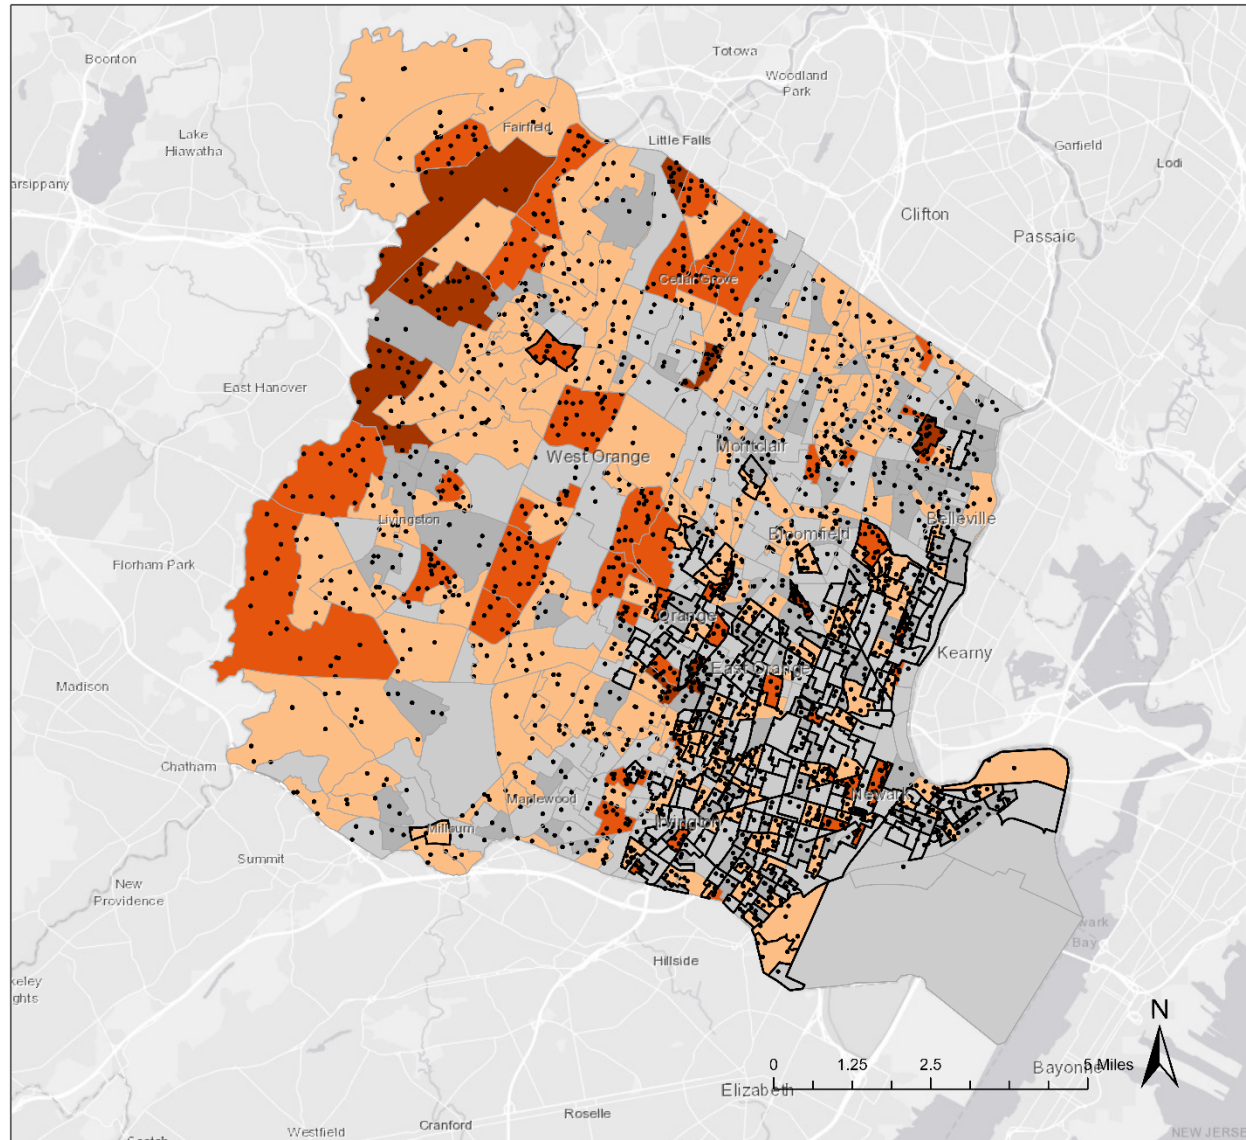 Boonton
Totowa
Woodland
Park
Fairfield
Lake
Hiawatha
Little Falls
Garfield
Lodi
arsippany
Clifton
Passaic
Cedar Grove
East Hanover
Montclair
West Orange
Livingston
Belleville
Bloomfield
Florham Park
Orange
Kearny
East Orange
Madison
Chatham
Newark
Maplewood
Irvington
Millburn
Summit
New
Providence
wark
Bay
Hillside
keley
ghts
N
0
1.25
2.5
5 Miles
Bayonne
Elizabeth
Roselle
Cranford
Westfield
NEW JERSE